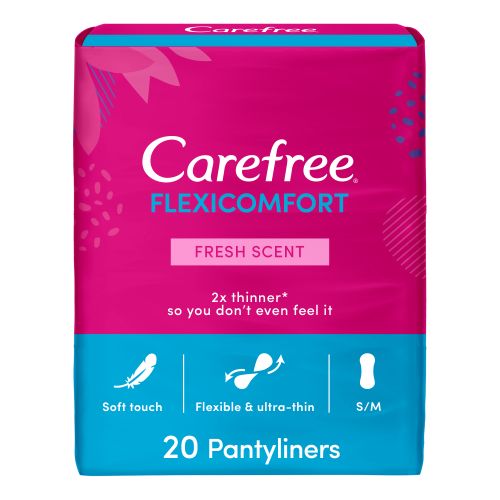 Carefree
Carefree®
FLEXICOMFORT
FRESH SCENT
2x thinner*
so you don't even feel it
Soft touch
Flexible & ultra-thin
S/M
20 Pantyliners